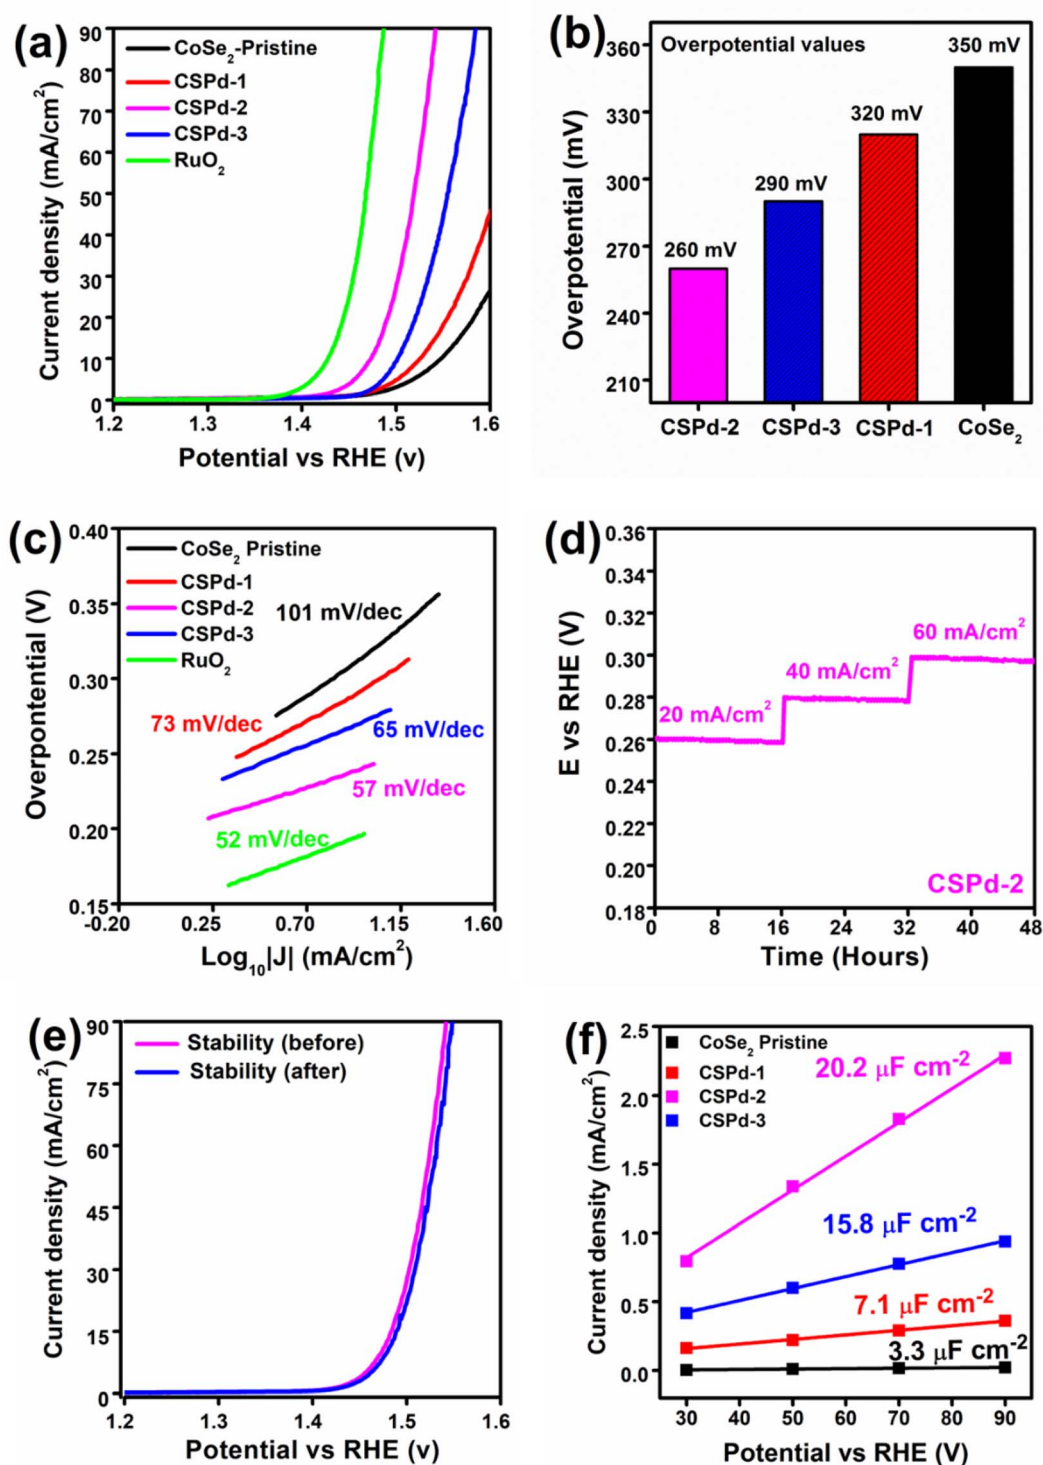 (a)
CoSe₂-Pristine
CSPd-1
CSPd-2
CSPd-3
RuO₂
90
80
70
60
50
40
30
20
10
0
1.2 1.3 1.4 1.5 1.6
Current density (mA/cm²)
Potential vs RHE (v)
(b)
Overpotential values
350 mV
320 mV
290 mV
260 mV
360
330
300
270
240
210
Overpotential (mV)
CSPd-2 CSPd-3 CSPd-1 CoSe₂
(c)
CoSe₂ Pristine
CSPd-1
CSPd-2
CSPd-3
RuO₂
101 mV/dec
73 mV/dec
65 mV/dec
57 mV/dec
52 mV/dec
0.40
0.35
0.30
0.25
0.20
0.15
-0.20 0.25 0.70 1.15 1.60
Overpontential (V)
Log₁₀|J| (mA/cm²)
(d)
0.36
0.34
0.32
0.30
0.28
0.26
0.24
0.22
0.20
0.18
60 mA/cm²
40 mA/cm²
20 mA/cm²
CSPd-2
0 8 16 24 32 40 48
E vs RHE (V)
Time (Hours)
(e)
Stability (before)
Stability (after)
90
75
60
45
30
15
0
1.2 1.3 1.4 1.5 1.6
Current density (mA/cm²)
Potential vs RHE (v)
(f)
CoSe₂ Pristine
CSPd-1
CSPd-2
CSPd-3
20.2 µF cm⁻²
15.8 µF cm⁻²
7.1 µF cm⁻²
3.3 µF cm⁻²
2.5
2.0
1.5
1.0
0.5
0.0
30 40 50 60 70 80 90
Current density (mA/cm²)
Potential vs RHE (V)